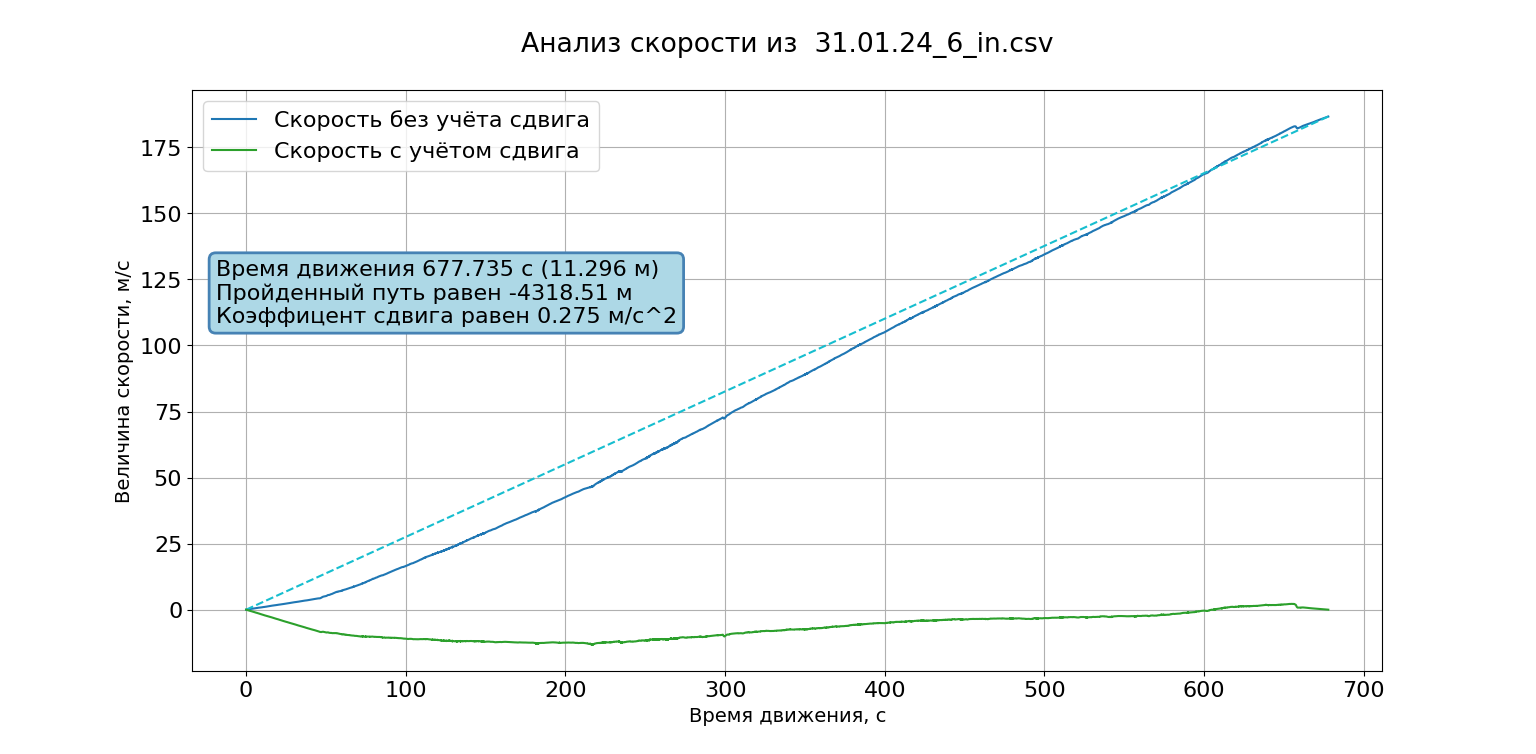 Анализ скорости из  31.01.24_6_in.csv
Скорость без учёта сдвига
Скорость с учётом сдвига
Время движения 677.735 с (11.296 м)
Пройденный путь равен -4318.51 м
Коэффицент сдвига равен 0.275 м/с^2
Величина скорости, м/с
175
150
125
100
75
50
25
0
0 100 200 300 400 500 600 700
Время движения, с